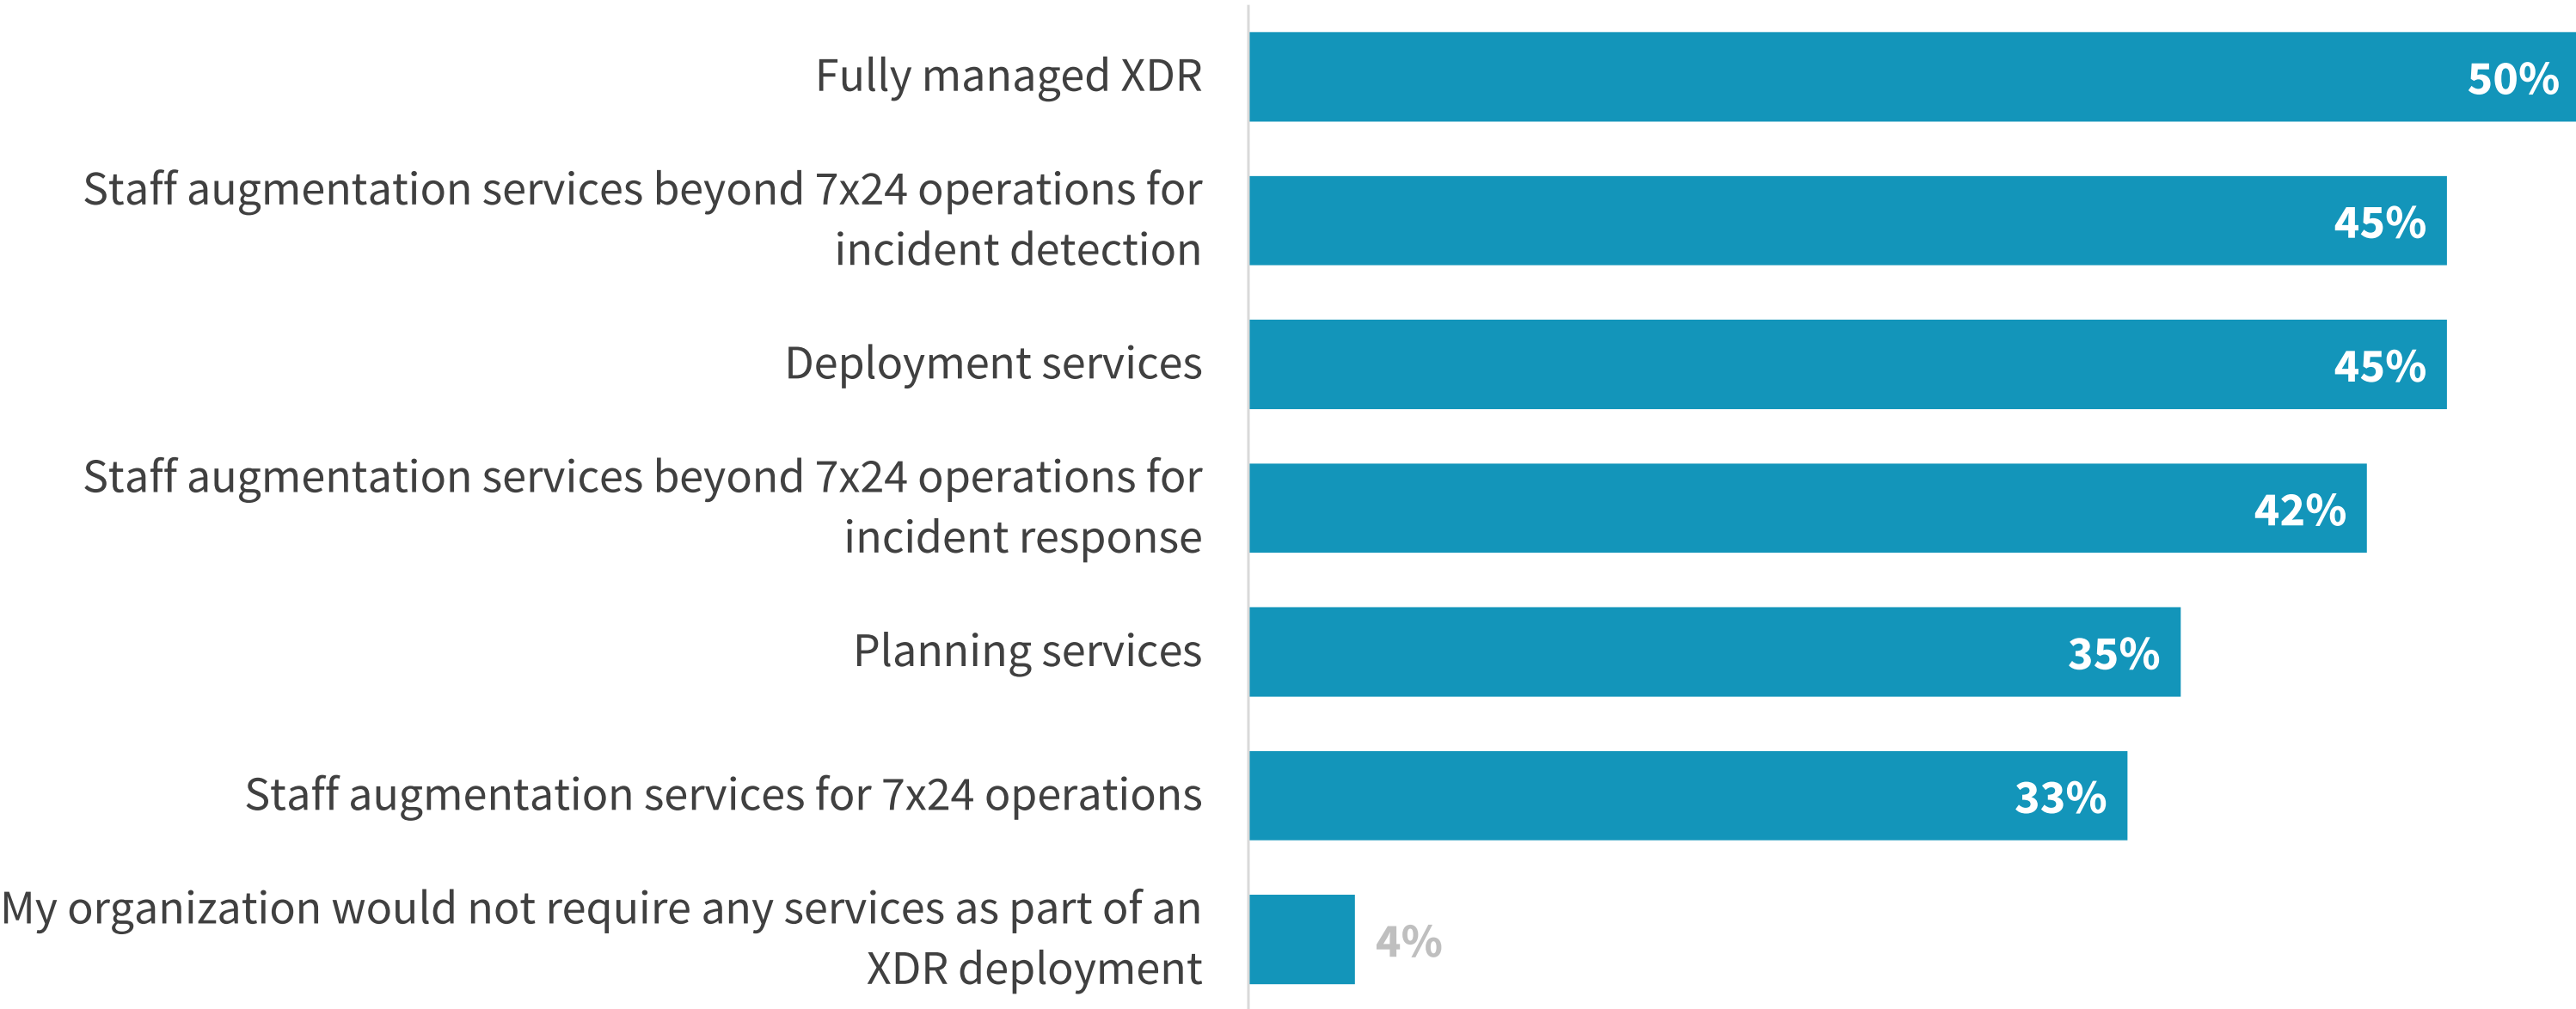 Fully managed XDR
50%
Staff augmentation services beyond 7x24 operations for
incident detection
45%
Deployment services
45%
Staff augmentation services beyond 7x24 operations for
incident response
42%
Planning services
35%
Staff augmentation services for 7x24 operations
33%
My organization would not require any services as part of an
XDR deployment
4%